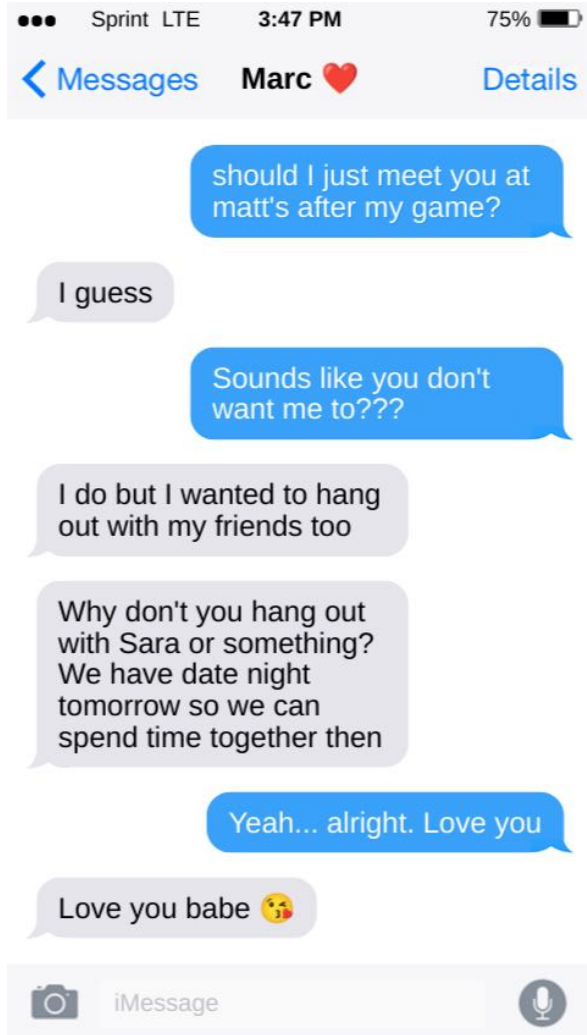 Sprint LTE 3:47 PM 75%
Messages Marc ❤️ Details
should I just meet you at
matt's after my game?
I guess
Sounds like you don't
want me to???
I do but I wanted to hang
out with my friends too
Why don't you hang out
with Sara or something?
We have date night
tomorrow so we can
spend time together then
Yeah... alright. Love you
Love you babe 😘
iMessage